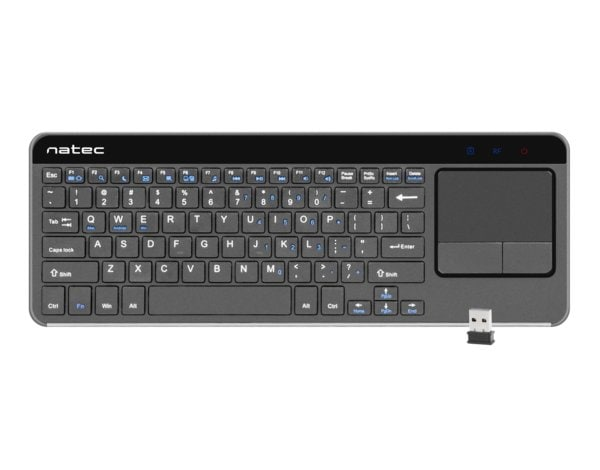 natec
RF
Esc F1 F2 F3 F4 F5 F6 F7 F8 F9 F10 F11 F12 Pause Break PrtSc SysRq Insert Delete
~ ! 1 @ 2 # 3 $ 4 % 5 ^ 6 & 7 * 8 ( 9 ) 0 _ - + =
Tab Q W E R T Y U I O P { [ } ] | \
Caps lock A S D F G H J K L : ; " ' Enter
Shift Z X C V B N M < , > . ? / Shift
Ctrl Fn Win Alt Alt Ctrl Home PgUp PgDn End